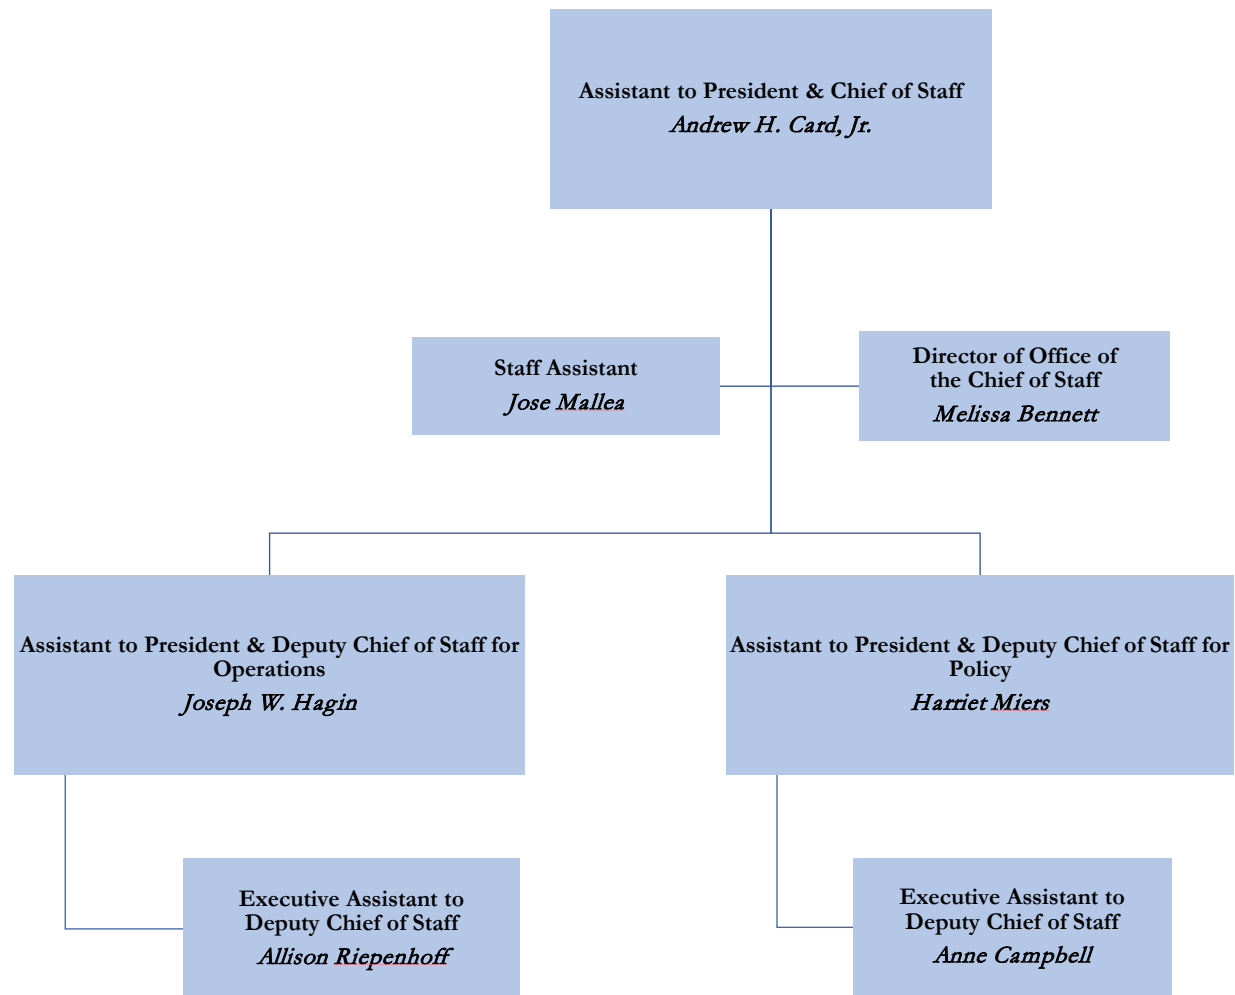 Assistant to President & Chief of Staff
Andrew H. Card, Jr.
Staff Assistant
Jose Mallea
Director of Office of
the Chief of Staff
Melissa Bennett
Assistant to President & Deputy Chief of Staff for
Operations
Joseph W. Hagin
Assistant to President & Deputy Chief of Staff for
Policy
Harriet Miers
Executive Assistant to
Deputy Chief of Staff
Allison Riepenhoff
Executive Assistant to
Deputy Chief of Staff
Anne Campbell